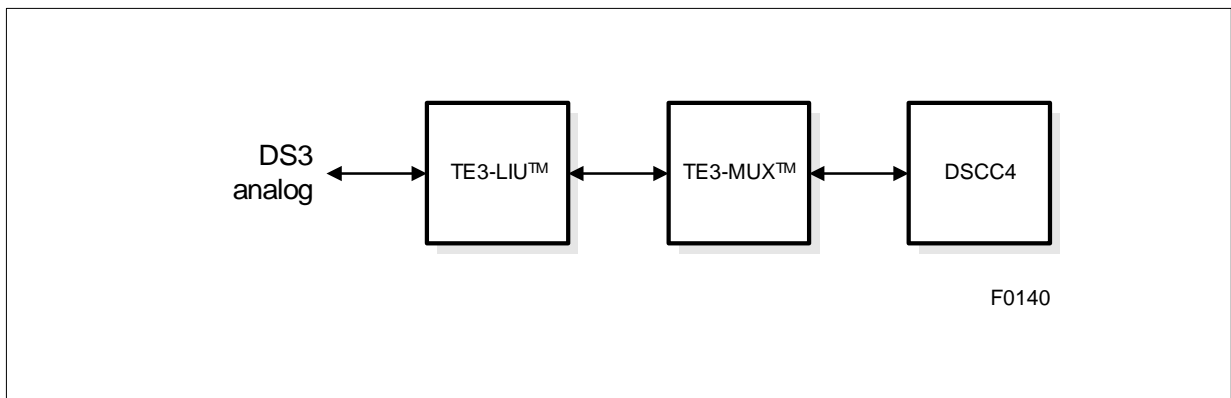 DS3
analog
TE3-LIU™
TE3-MUX™
DSCC4
F0140